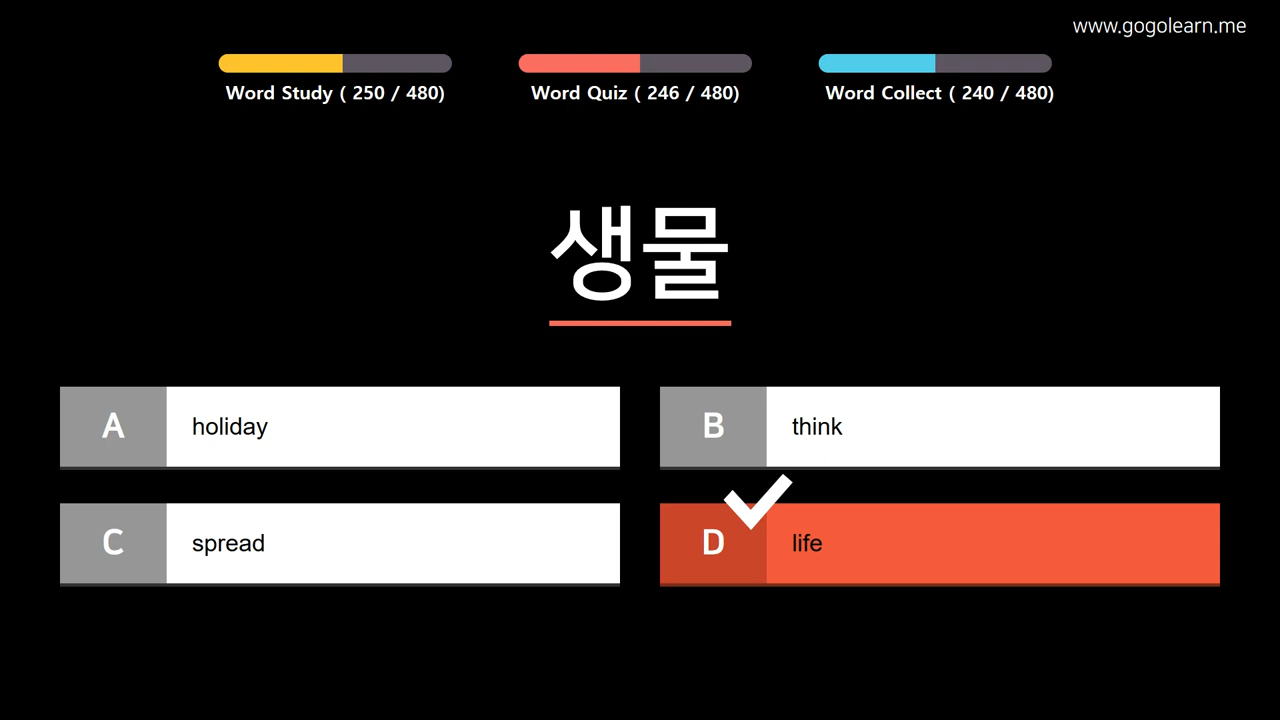 www.gogolearn.me
Word Study ( 250 / 480)
Word Quiz ( 246 / 480)
Word Collect ( 240 / 480)
생물
A holiday
B think
C spread
D life